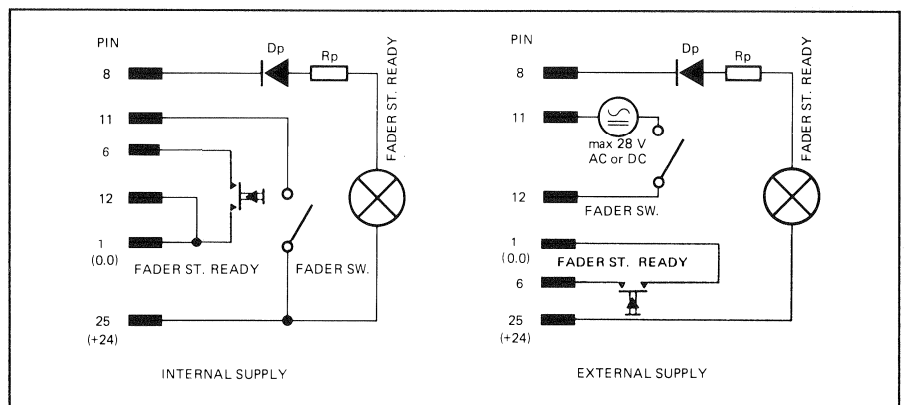 PIN
8
Dp
Rp
FADER ST. READY
11
6
12
1
(0.0)
FADER ST. READY
FADER SW.
25
(+24)
INTERNAL SUPPLY
PIN
8
Dp
Rp
FADER ST. READY
11
max 28 V
AC or DC
12
FADER SW.
1
(0.0)
FADER ST. READY
6
25
(+24)
EXTERNAL SUPPLY